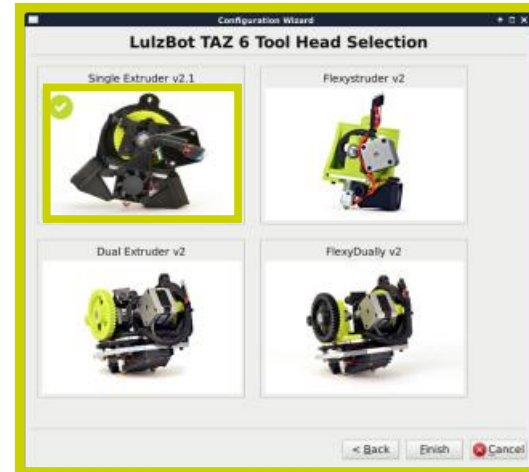 Configuration Wizard
LulzBot TAZ 6 Tool Head Selection
Single Extruder v2.1
Flexystruder v2
Dual Extruder v2
FlexyDually v2
< Back
Finish
Cancel